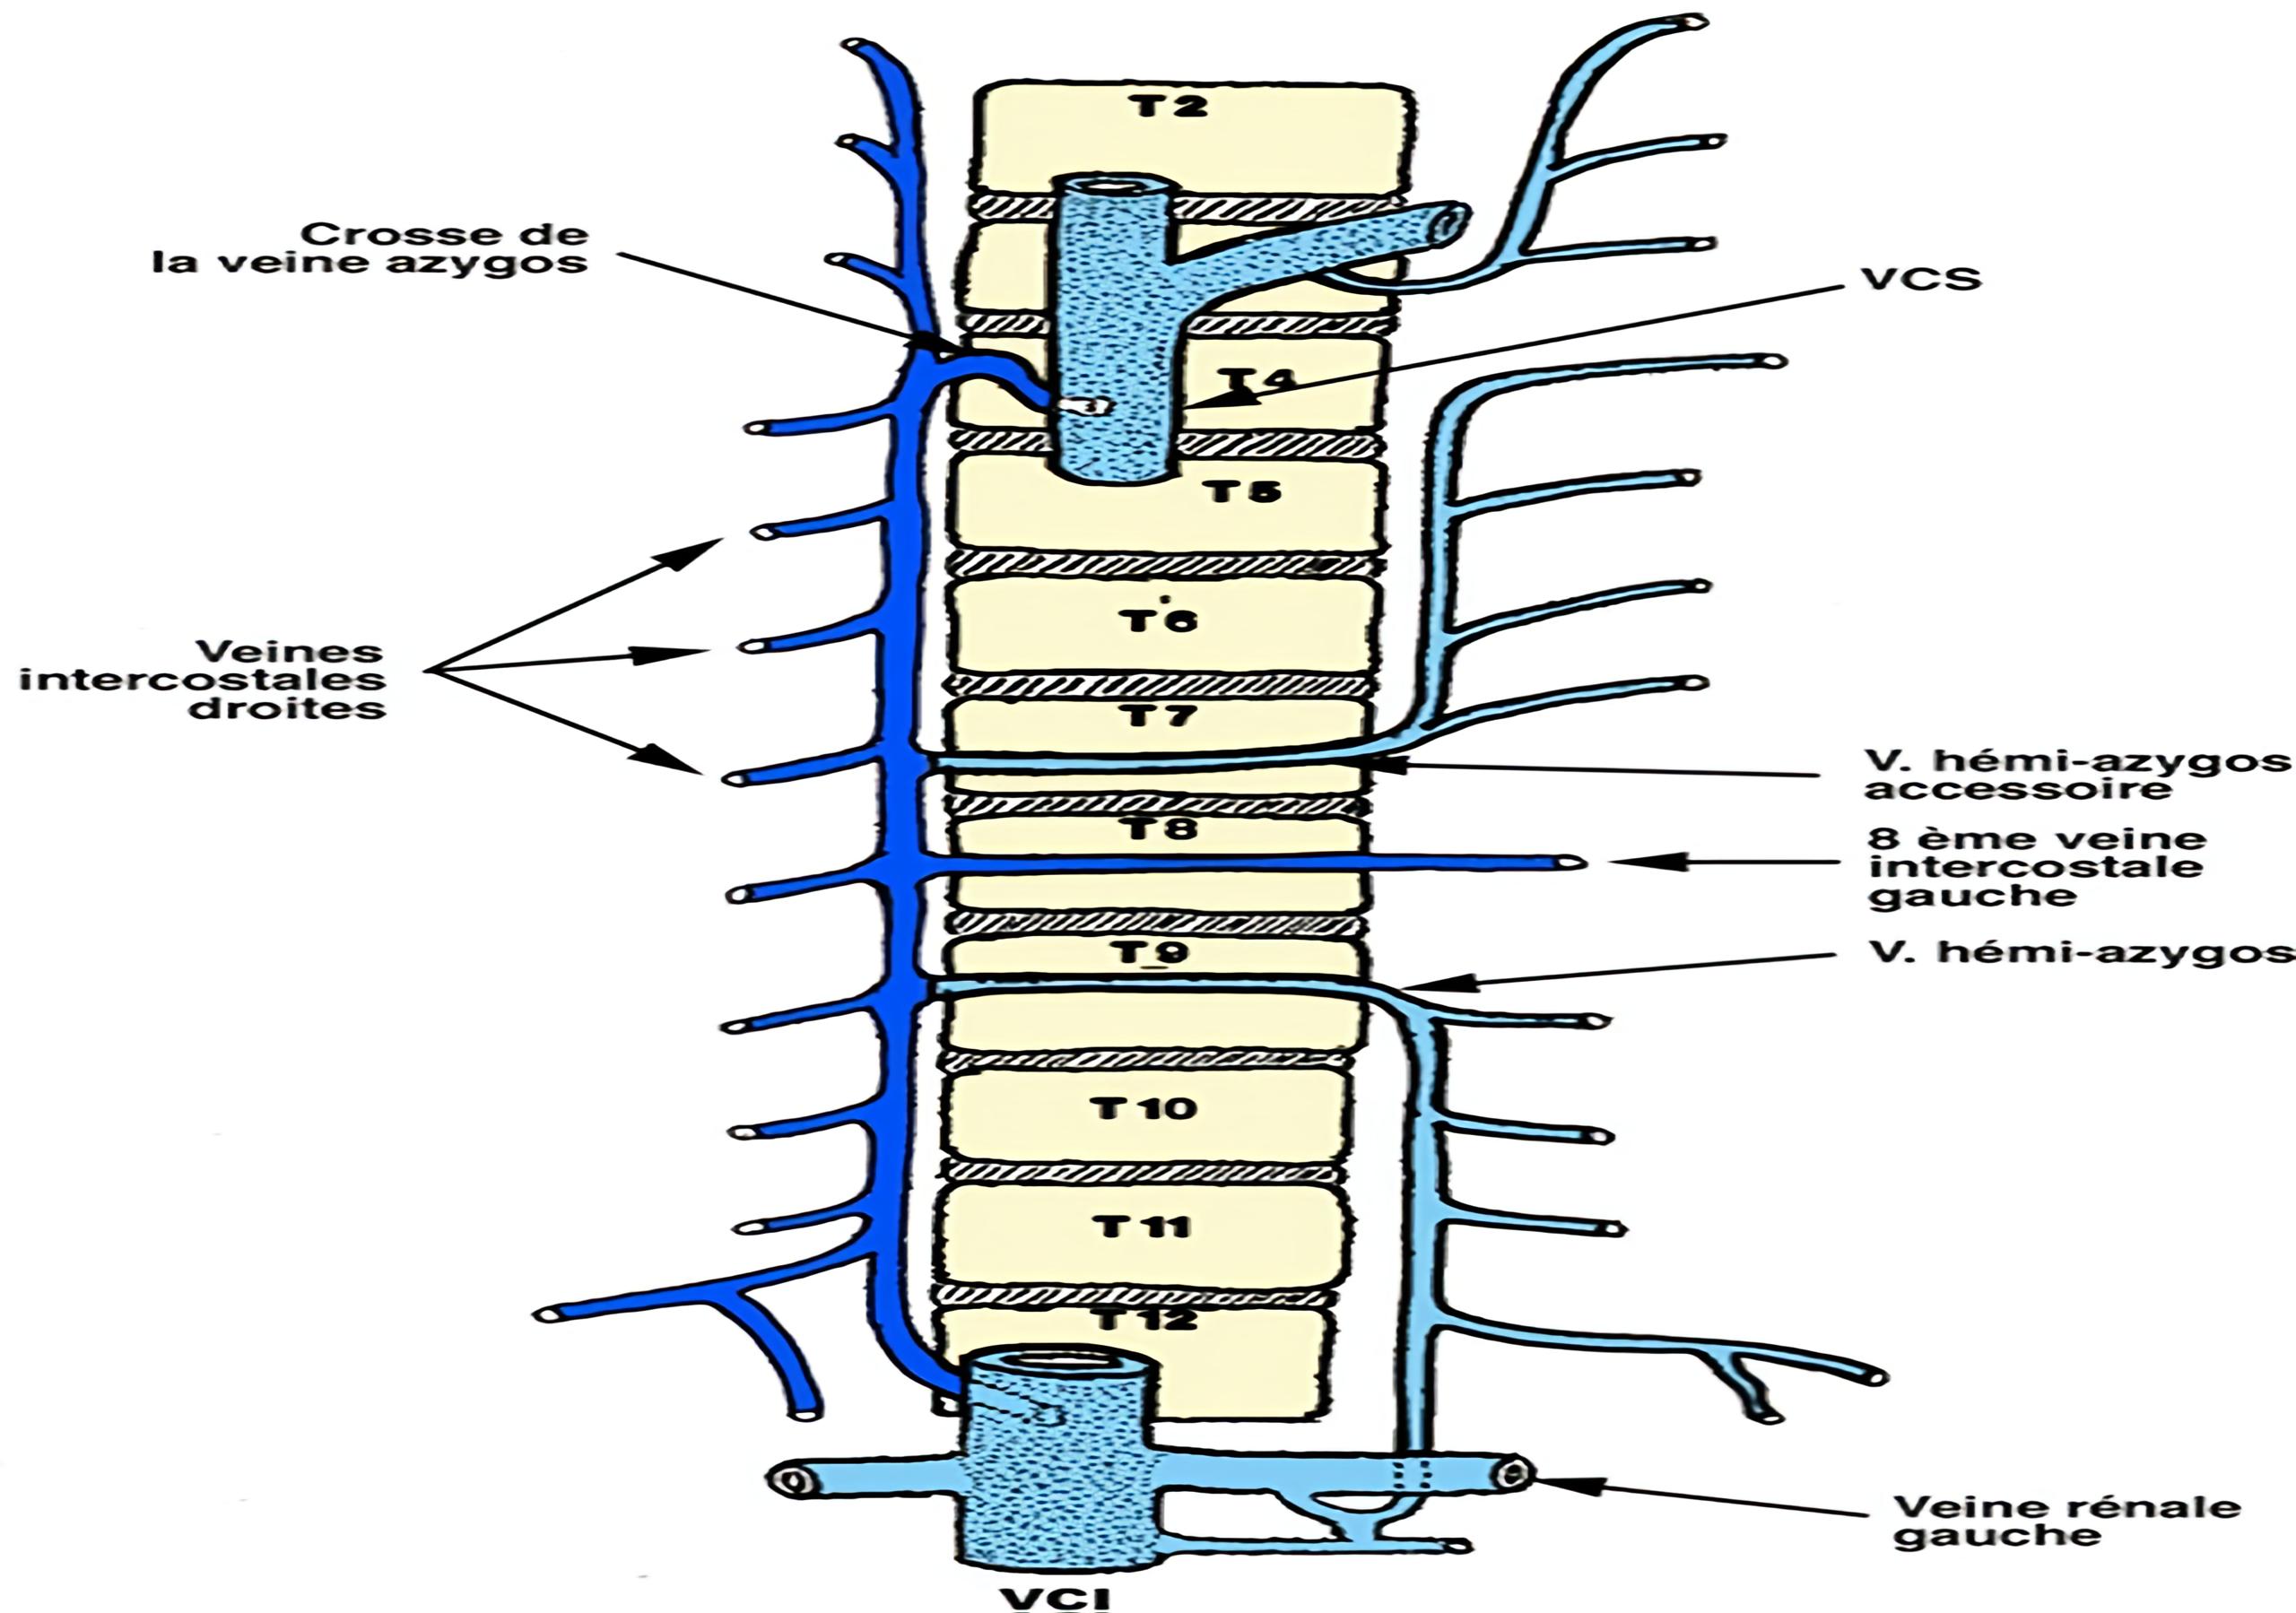 T2
Crosse de
la veine azygos
VCS
T4
T5
T6
Veines
intercostales
droites
T7
V. hémi-azygos
accessoire
T8
8 ème veine
intercostale
gauche
T9
V. hémi-azygos
T10
T11
T12
Veine rénale
gauche
VCI